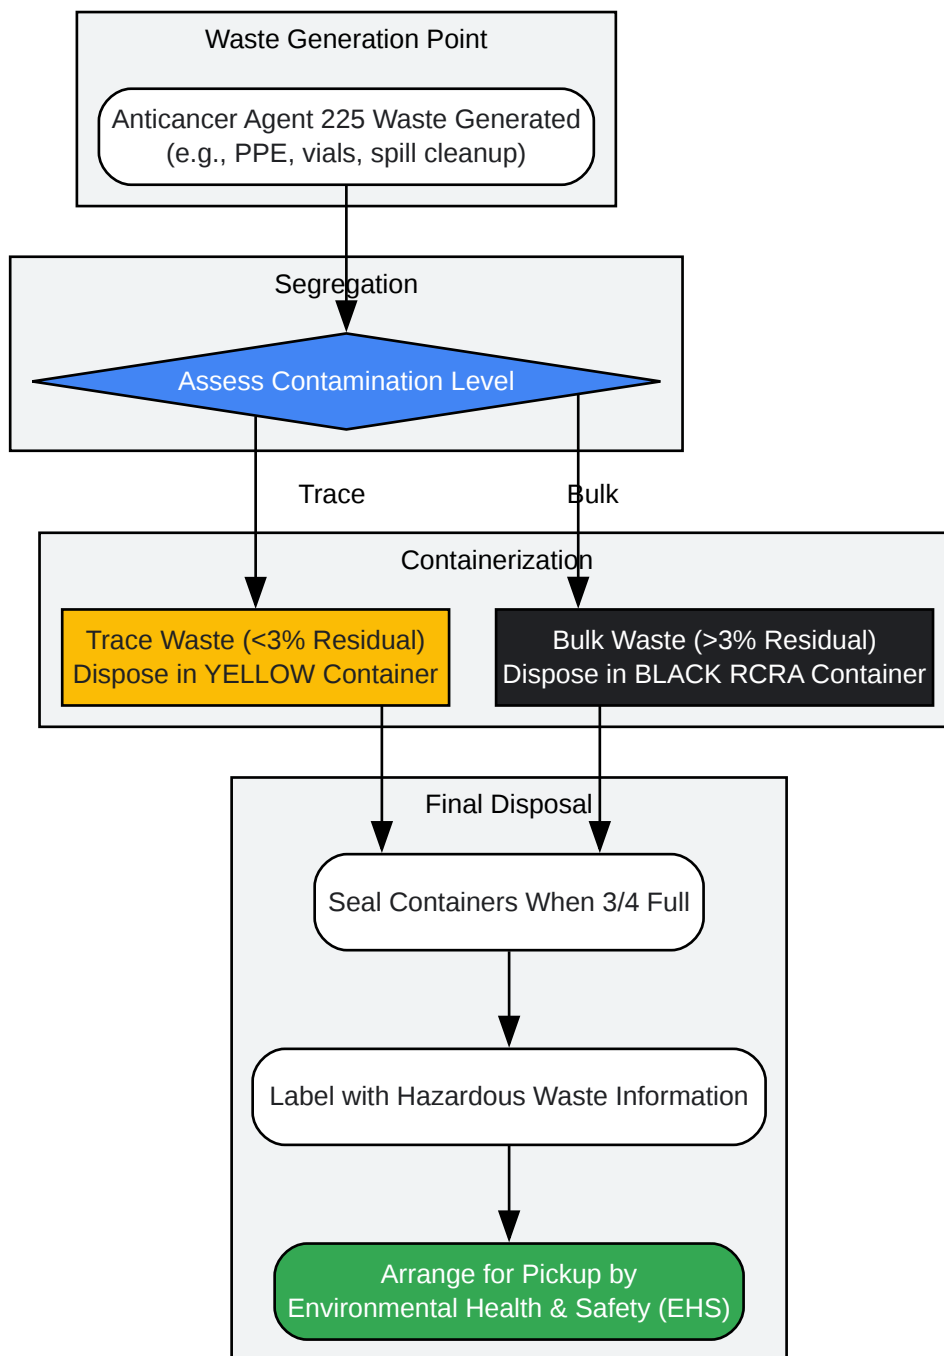 Waste Generation Point
Anticancer Agent 225 Waste Generated
(e.g., PPE, vials, spill cleanup)
Segregation
Assess Contamination Level
Trace
Bulk
Containerization
Trace Waste (<3% Residual)
Dispose in YELLOW Container
Bulk Waste (>3% Residual)
Dispose in BLACK RCRA Container
Final Disposal
Seal Containers When 3/4 Full
Label with Hazardous Waste Information
Arrange for Pickup by
Environmental Health & Safety (EHS)